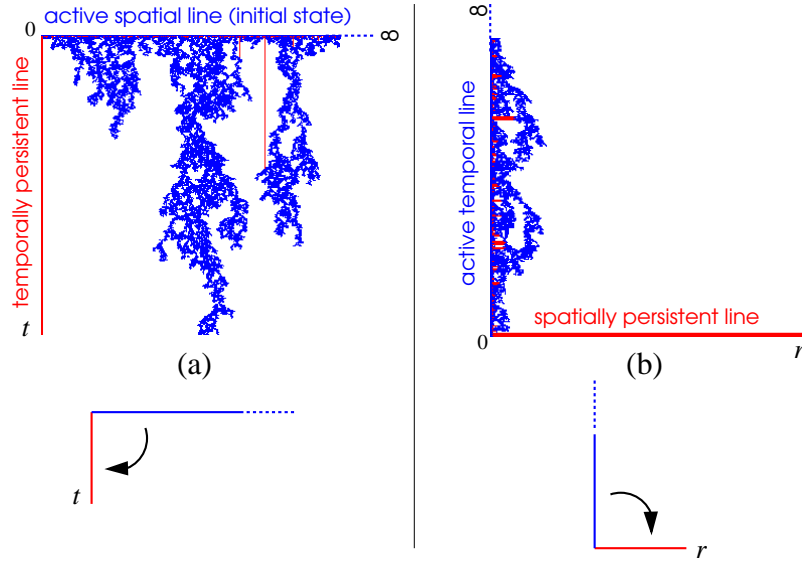 0 active spatial line (initial state) ∞
temporally persistent line
t
(a)
t
∞
active temporal line
spatially persistent line
0
r
(b)
r